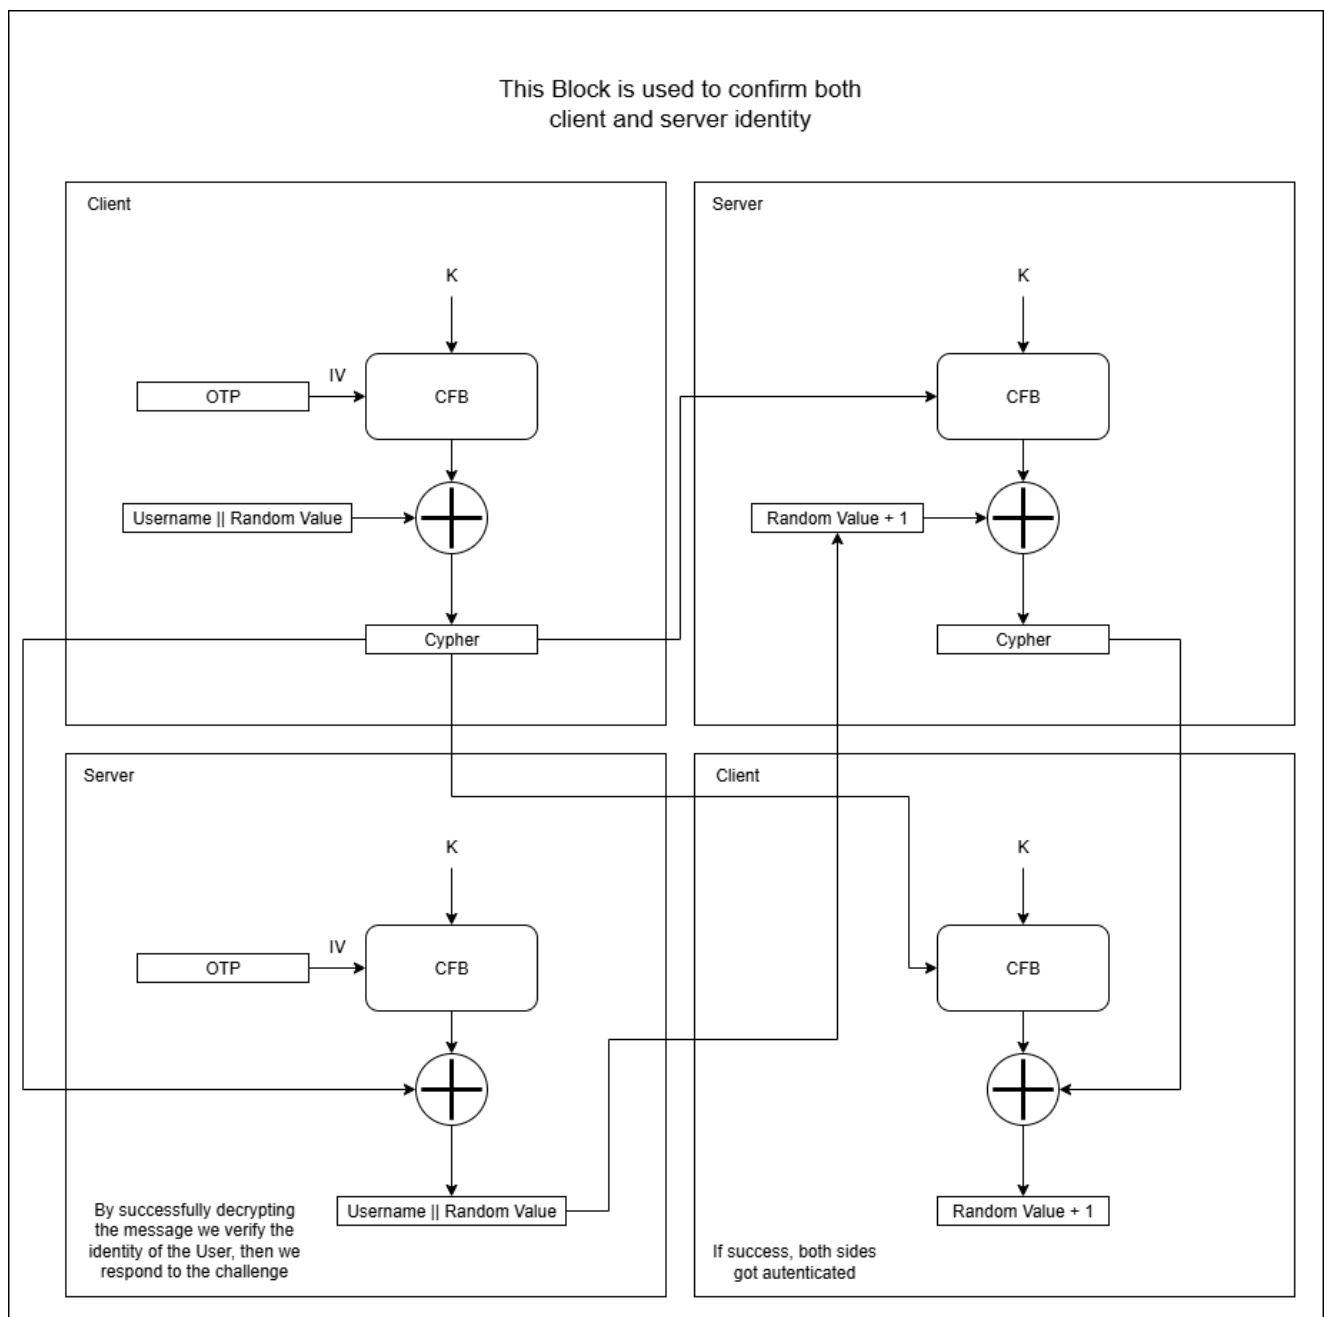 This Block is used to confirm both
client and server identity
Client
K
IV
OTP
CFB
Username || Random Value
Cypher
Server
K
CFB
Random Value + 1
Cypher
Server
K
IV
OTP
CFB
Username || Random Value
By successfully decrypting
the message we verify the
identity of the User, then we
respond to the challenge
Client
K
CFB
Random Value + 1
If success, both sides
got autenticated